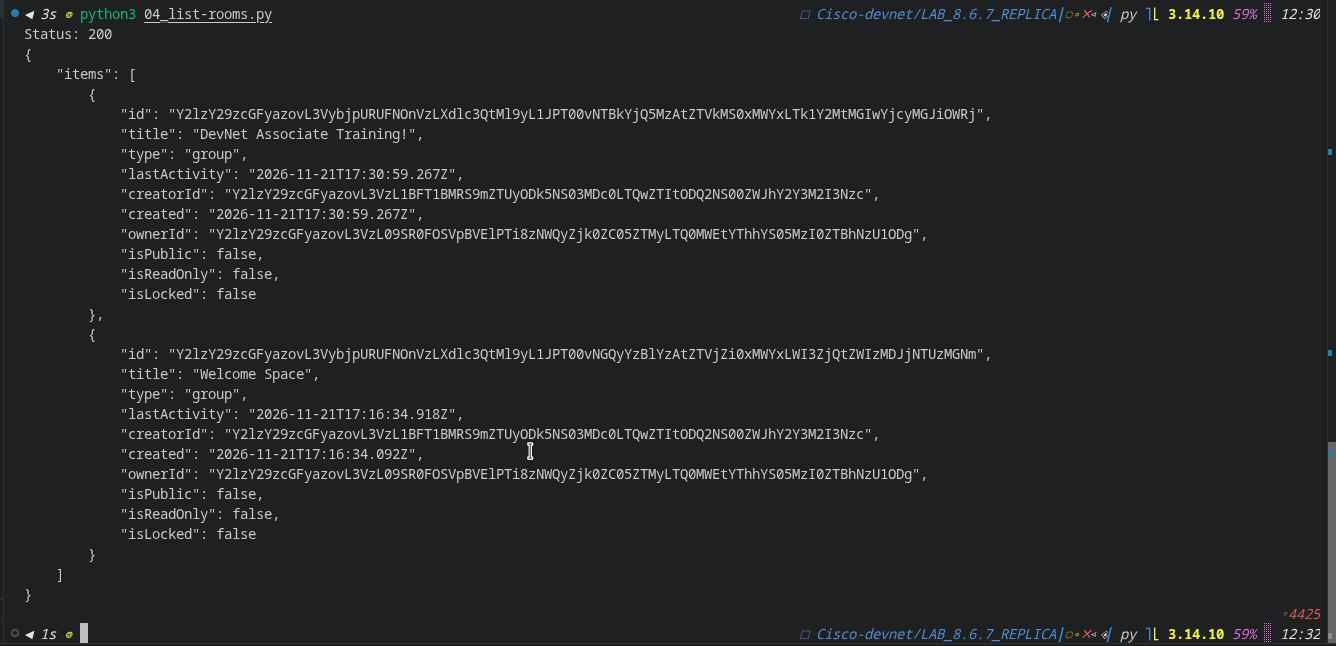 ◀ 3s python3 04_list-rooms.py Cisco-devnet/LAB_8.6.7_REPLICA py 3.14.10 59% 12:30
Status: 200
{
    "items": [
        {
            "id": "Y2lzY29zcGFyazovL3VybjpURUFNOnVzLXdlc3QtMl9yL1JPT00vNTBkYjQ5MzAtZTVkMS0xMWYxLTk1Y2MtMGIwYjcyMGJiOWRj",
            "title": "DevNet Associate Training!",
            "type": "group",
            "lastActivity": "2026-11-21T17:30:59.267Z",
            "creatorId": "Y2lzY29zcGFyazovL3VzL1BFT1BMRS9mZTUyODk5NS03MDc0LTQwZTItODQ2NS00ZWJhY2Y3M2I3Nzc",
            "created": "2026-11-21T17:30:59.267Z",
            "ownerId": "Y2lzY29zcGFyazovL3VzL09SR0FOSVpBVElPTi8zNWQyZjk0ZC05ZTMyLTQ0MWEtYThhYS05MzI0ZTBhNzU1ODg",
            "isPublic": false,
            "isReadOnly": false,
            "isLocked": false
        },
        {
            "id": "Y2lzY29zcGFyazovL3VybjpURUFNOnVzLXdlc3QtMl9yL1JPT00vNGQyYzBlYzAtZTVjZi0xMWYxLWI3ZjQtZWIzMDJjNTUzMGNm",
            "title": "Welcome Space",
            "type": "group",
            "lastActivity": "2026-11-21T17:16:34.918Z",
            "creatorId": "Y2lzY29zcGFyazovL3VzL1BFT1BMRS9mZTUyODk5NS03MDc0LTQwZTItODQ2NS00ZWJhY2Y3M2I3Nzc",
            "created": "2026-11-21T17:16:34.092Z",
            "ownerId": "Y2lzY29zcGFyazovL3VzL09SR0FOSVpBVElPTi8zNWQyZjk0ZC05ZTMyLTQ0MWEtYThhYS05MzI0ZTBhNzU1ODg",
            "isPublic": false,
            "isReadOnly": false,
            "isLocked": false
        }
    ]
}
4425
◀ 1s Cisco-devnet/LAB_8.6.7_REPLICA py 3.14.10 59% 12:32